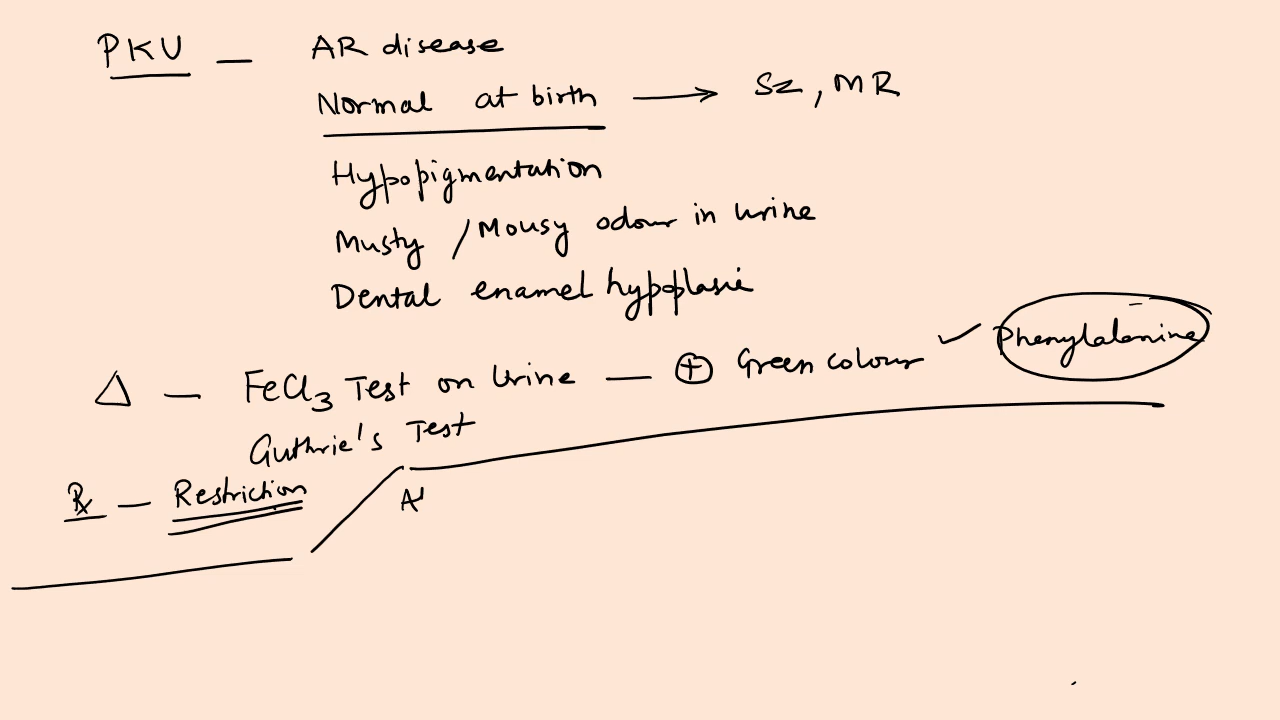 PKU — AR disease
Normal at birth → Sz, MR
Hypopigmentation
Musty / Mousy odour in urine
Dental enamel hypoplasia
Δ — FeCl3 Test on Urine — ⊕ Green colour ✓ Phenylalanine
Guthrie's Test
Rx — Restriction